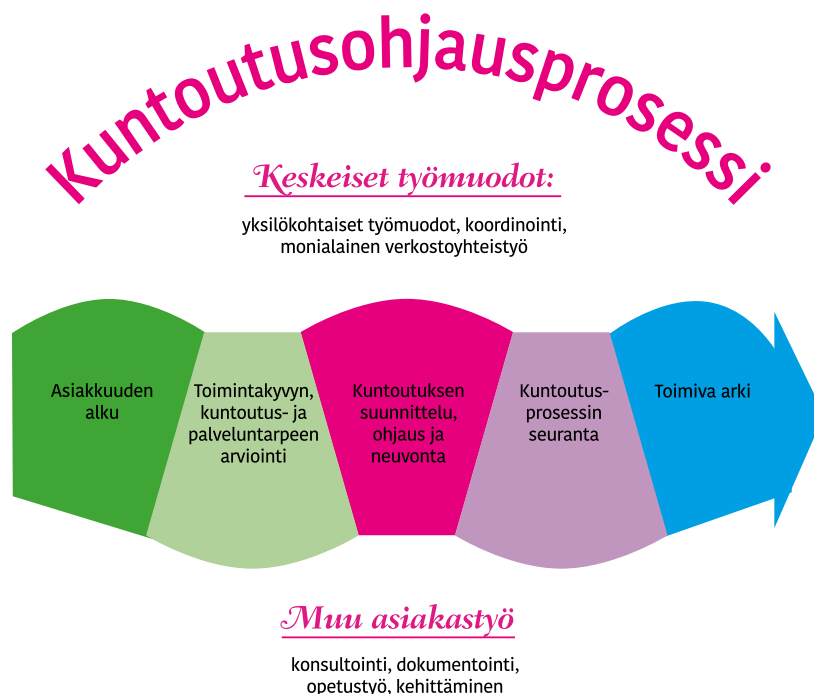 Kuntoutusohjausprosessi
Keskeiset työmuodot:
yksilökohtaiset työmuodot, koordinointi,
monialainen verkostoyhteistyö
Asiakkuuden
alku
Toimintakyvyn,
kuntoutus- ja
palveluntarpeen
arviointi
Kuntoutuksen
suunnittelu,
ohjaus ja
neuvonta
Kuntoutus-
prosessin
seuranta
Toimiva arki
Muu asiakastyö
konsultointi, dokumentointi,
opetustyö, kehittäminen